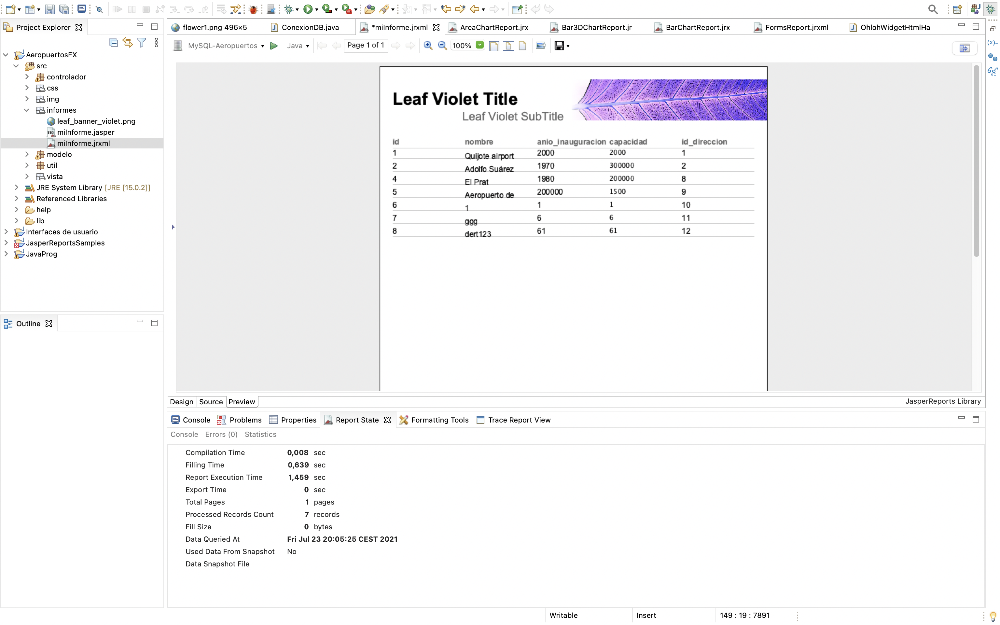 Project Explorer
flower1.png 496×5
ConexionDB.java
*miInforme.jrxml
AreaChartReport.jrx
Bar3DChartReport.jr
BarChartReport.jrx
FormsReport.jrxml
OhlohWidgetHtmlHa
MySQL-Aeropuertos
Java
Page 1 of 1
100%
(x)=
AeropuertosFX
src
controlador
css
img
informes
leaf_banner_violet.png
miInforme.jasper
miInforme.jrxml
modelo
util
vista
JRE System Library [JRE [15.0.2]]
Referenced Libraries
help
lib
Interfaces de usuario
JasperReportsSamples
JavaProg
Outline
Leaf Violet Title
Leaf Violet SubTitle
id nombre anio_inauguracion capacidad id_direccion
1 Quijote airport 2000 2000 1
2 Adolfo Suárez 1970 300000 2
4 El Prat 1980 200000 8
5 Aeropuerto de 200000 1500 9
6 1 1 1 10
7 ggg 6 6 11
8 dert123 61 61 12
Design Source Preview
JasperReports Library
Console Problems Properties Report State Formatting Tools Trace Report View
Console Errors (0) Statistics
Compilation Time 0,008 sec
Filling Time 0,639 sec
Report Execution Time 1,459 sec
Export Time 0 sec
Total Pages 1 pages
Processed Records Count 7 records
Fill Size 0 bytes
Data Queried At Fri Jul 23 20:05:25 CEST 2021
Used Data From Snapshot No
Data Snapshot File
Writable Insert 149 : 19 : 7891